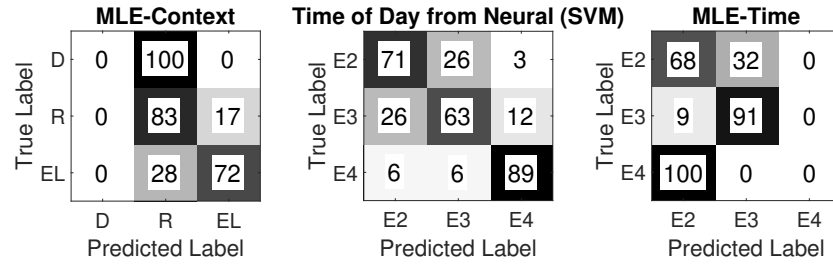 MLE-Context
True Label
D 0 100 0
R 0 83 17
EL 0 28 72
D R EL
Predicted Label
Time of Day from Neural (SVM)
True Label
E2 71 26 3
E3 26 63 12
E4 6 6 89
E2 E3 E4
Predicted Label
MLE-Time
True Label
E2 68 32 0
E3 9 91 0
E4 100 0 0
E2 E3 E4
Predicted Label